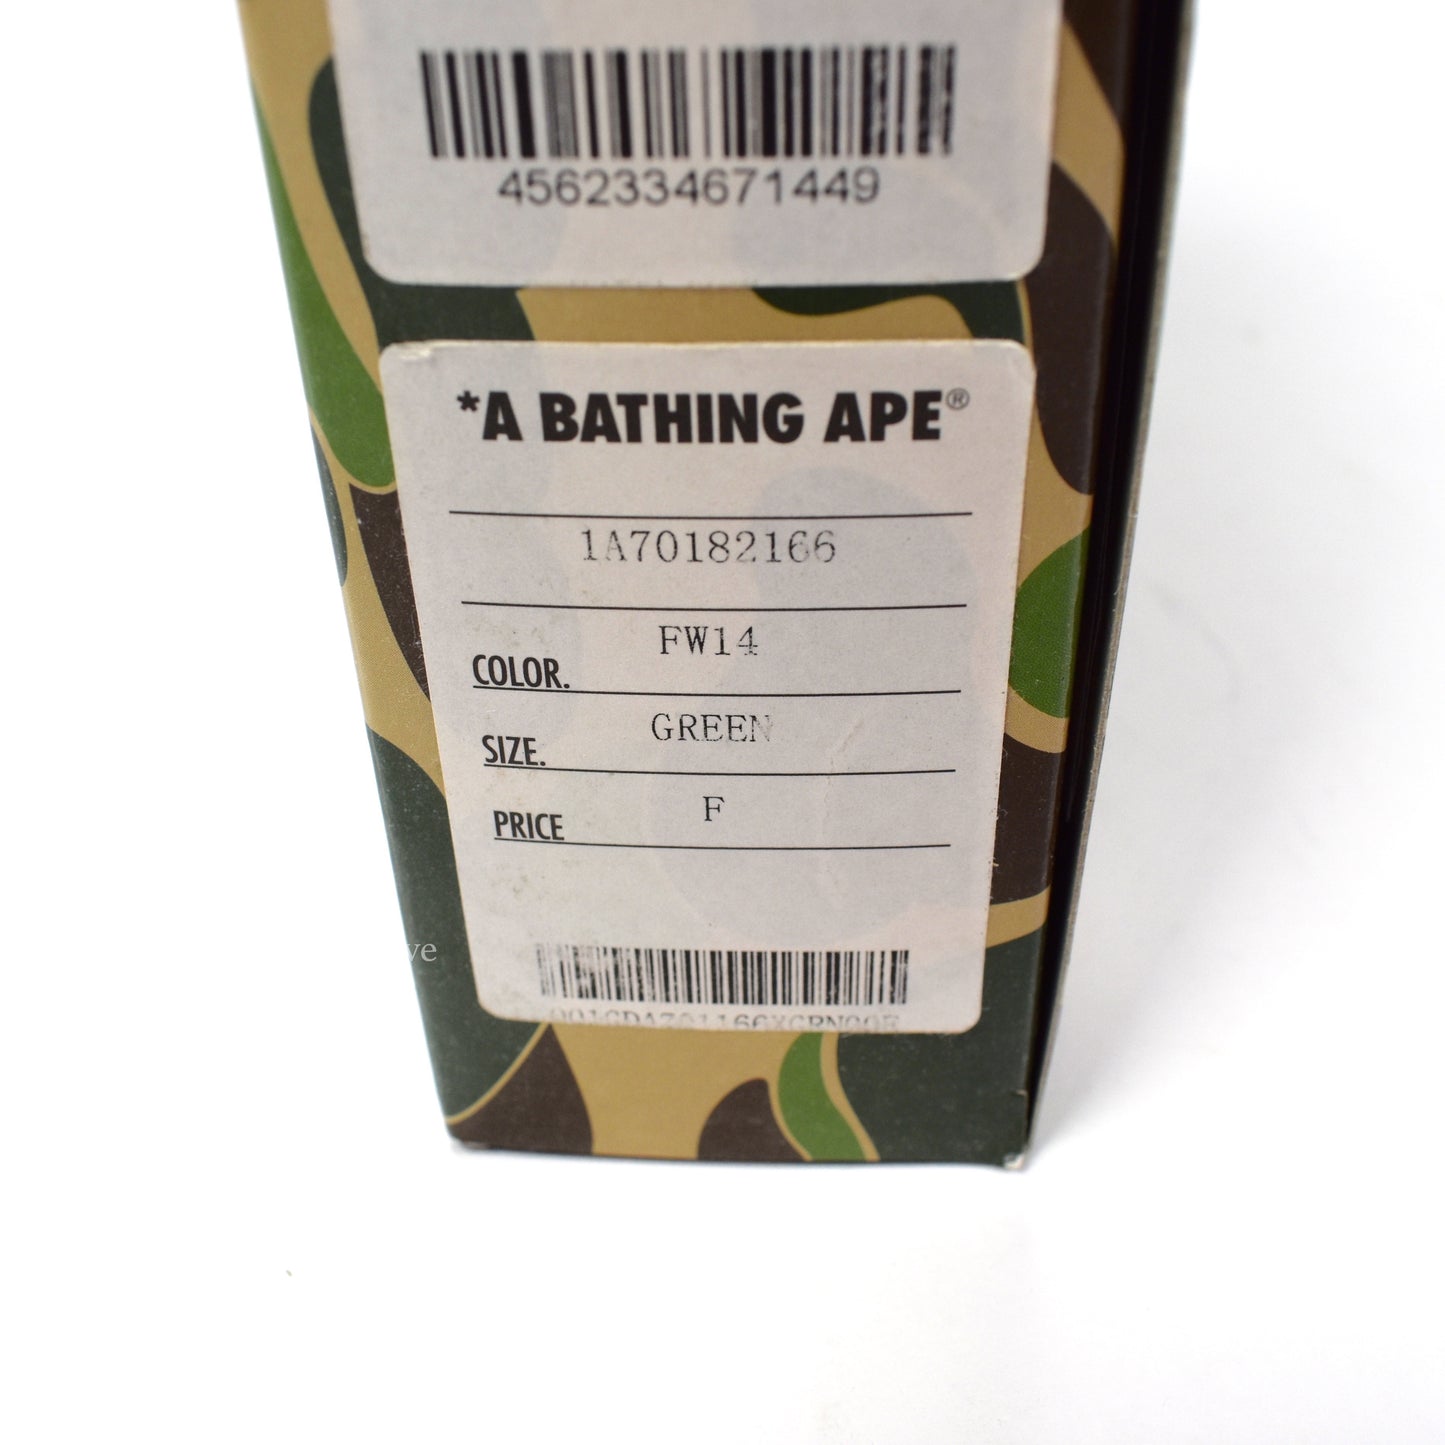 4562334671449
*A BATHING APE®
1A70182166
FW14
COLOR.
GREEN
SIZE.
F
PRICE